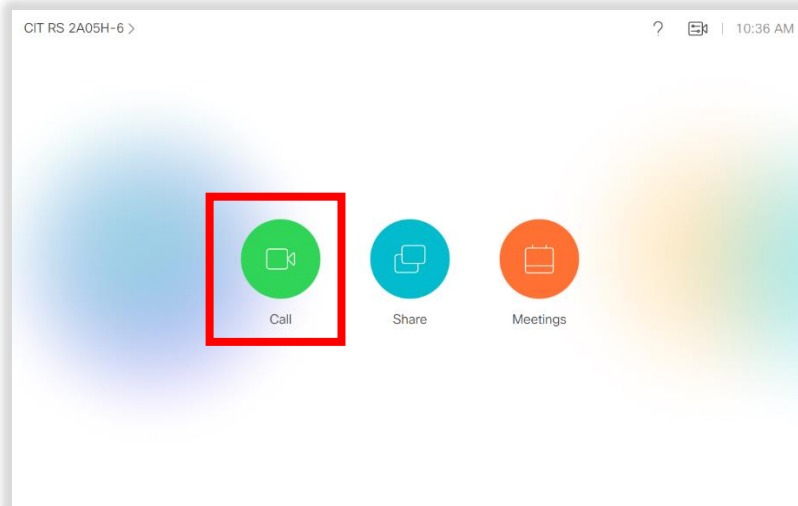 CIT RS 2A05H-6 >
? | 10:36 AM
Call
Share
Meetings